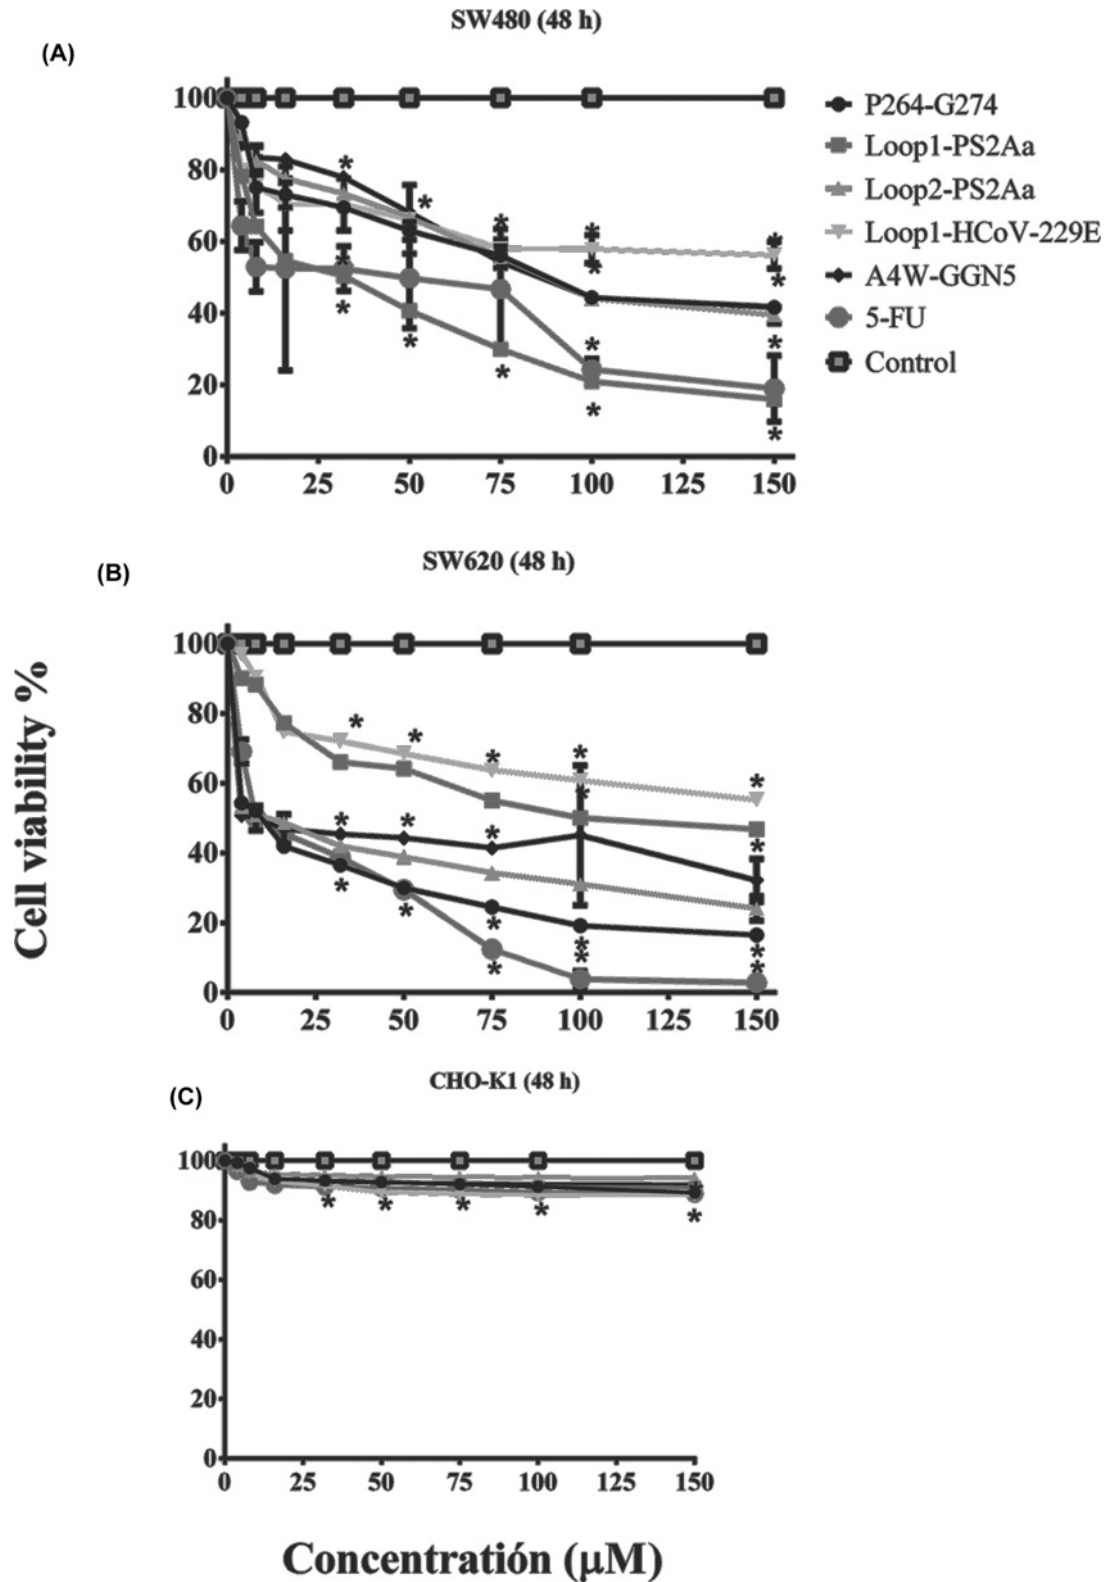 SW480 (48 h)
(A)
100
80
60
40
20
0
0 25 50 75 100 125 150
P264-G274
Loop1-PS2Aa
Loop2-PS2Aa
Loop1-HCoV-229E
A4W-GGN5
5-FU
Control
SW620 (48 h)
(B)
Cell viability %
100
80
60
40
20
0
0 25 50 75 100 125 150
CHO-K1 (48 h)
(C)
100
80
60
40
20
0
0 25 50 75 100 125 150
Concentratión (μM)